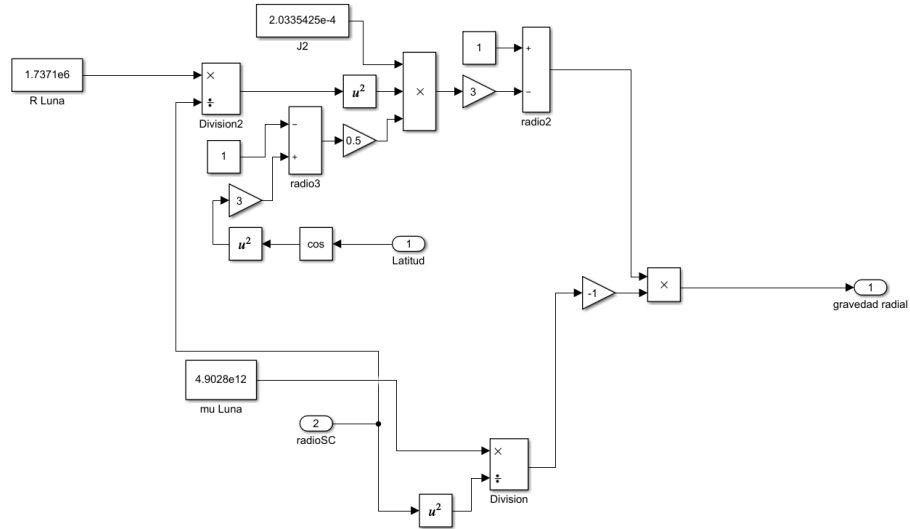 2.0335425e-4
J2
1
+
−
radio2
1.7371e6
R Luna
×
÷
Division2
u²
×
3
1
−
+
radio3
0.5
3
u²
cos
1
Latitud
-1
×
1
gravedad radial
4.9028e12
mu Luna
2
radioSC
×
÷
Division
u²